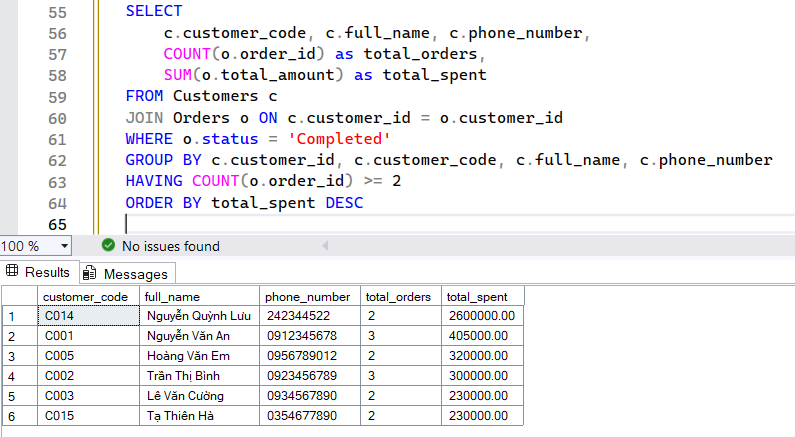 55 SELECT
56 c.customer_code, c.full_name, c.phone_number,
57 COUNT(o.order_id) as total_orders,
58 SUM(o.total_amount) as total_spent
59 FROM Customers c
60 JOIN Orders o ON c.customer_id = o.customer_id
61 WHERE o.status = 'Completed'
62 GROUP BY c.customer_id, c.customer_code, c.full_name, c.phone_number
63 HAVING COUNT(o.order_id) >= 2
64 ORDER BY total_spent DESC
65
100 % No issues found
Results Messages
customer_code full_name phone_number total_orders total_spent
1 C014 Nguyễn Quỳnh Lưu 242344522 2 2600000.00
2 C001 Nguyễn Văn An 0912345678 3 405000.00
3 C005 Hoàng Văn Em 0956789012 2 320000.00
4 C002 Trần Thị Bình 0923456789 3 300000.00
5 C003 Lê Văn Cường 0934567890 2 230000.00
6 C015 Tạ Thiên Hà 0354677890 2 230000.00